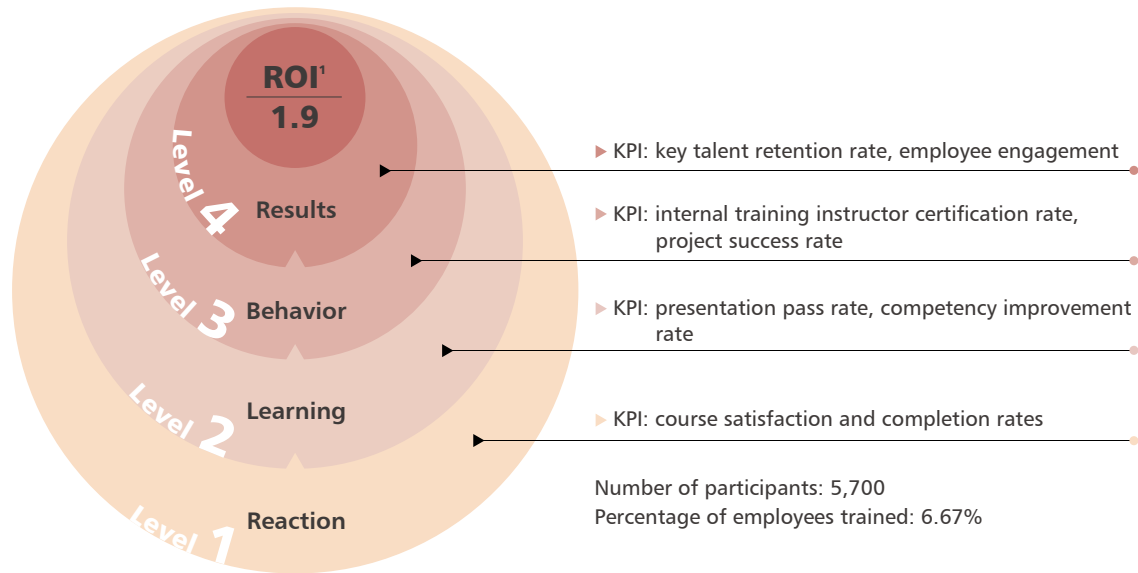 ROI¹
1.9
Level 4
Results
Level 3
Behavior
Level 2
Learning
Level 1
Reaction
KPI: key talent retention rate, employee engagement
KPI: internal training instructor certification rate,
project success rate
KPI: presentation pass rate, competency improvement
rate
KPI: course satisfaction and completion rates
Number of participants: 5,700
Percentage of employees trained: 6.67%